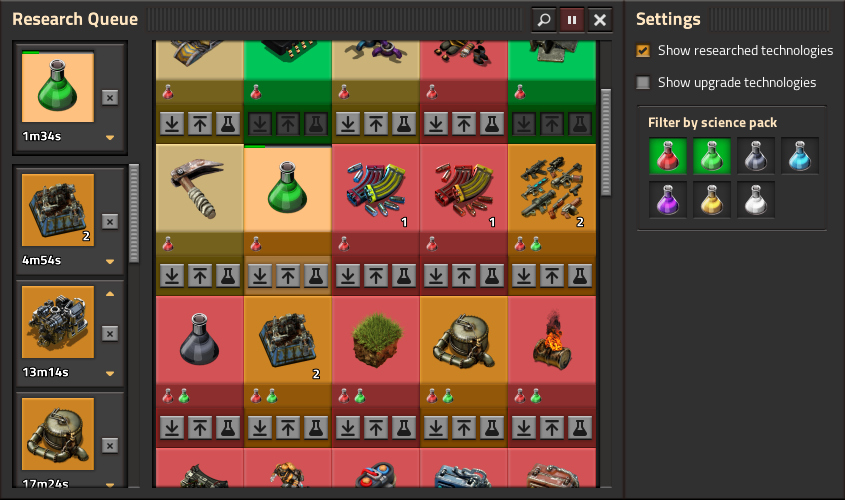 Research Queue
1m34s
2
4m54s
13m14s
17m24s
1
1
2
2
Settings
Show researched technologies
Show upgrade technologies
Filter by science pack